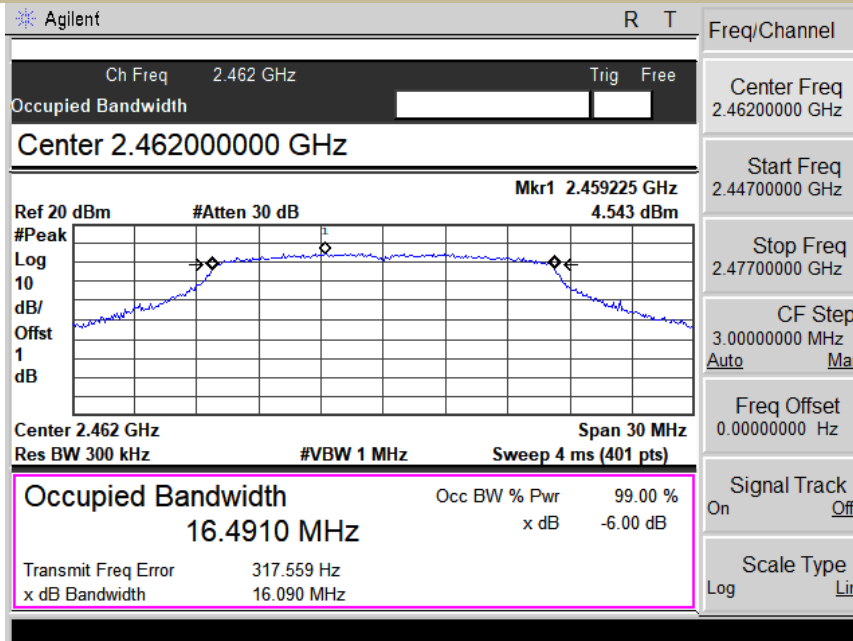 Agilent R T
Freq/Channel
Ch Freq 2.462 GHz Trig Free
Occupied Bandwidth
Center 2.462000000 GHz
Mkr1 2.459225 GHz
Ref 20 dBm #Atten 30 dB 4.543 dBm
#Peak
Log
10
dB/
Offst
1
dB
1
Center 2.462 GHz Span 30 MHz
Res BW 300 kHz #VBW 1 MHz Sweep 4 ms (401 pts)
Occupied Bandwidth
16.4910 MHz
Occ BW % Pwr 99.00 %
x dB -6.00 dB
Transmit Freq Error 317.559 Hz
x dB Bandwidth 16.090 MHz
Center Freq
2.46200000 GHz
Start Freq
2.44700000 GHz
Stop Freq
2.47700000 GHz
CF Step
3.00000000 MHz
Auto Ma
Freq Offset
0.00000000 Hz
Signal Track
On Off
Scale Type
Log Lin